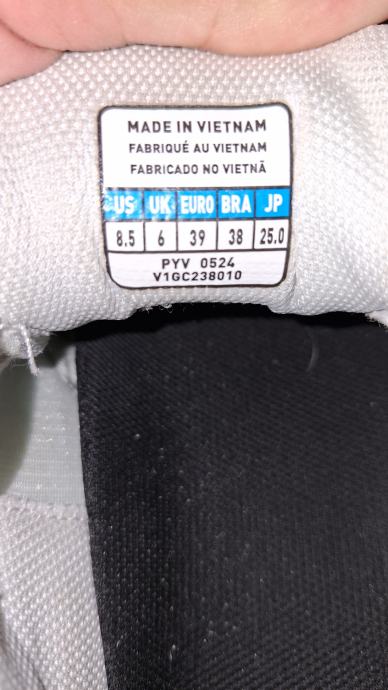 MADE IN VIETNAM
FABRIQUÉ AU VIETNAM
FABRICADO NO VIETNÃ
US UK EURO BRA JP
8.5 6 39 38 25.0
PYV 0524
V1GC238010